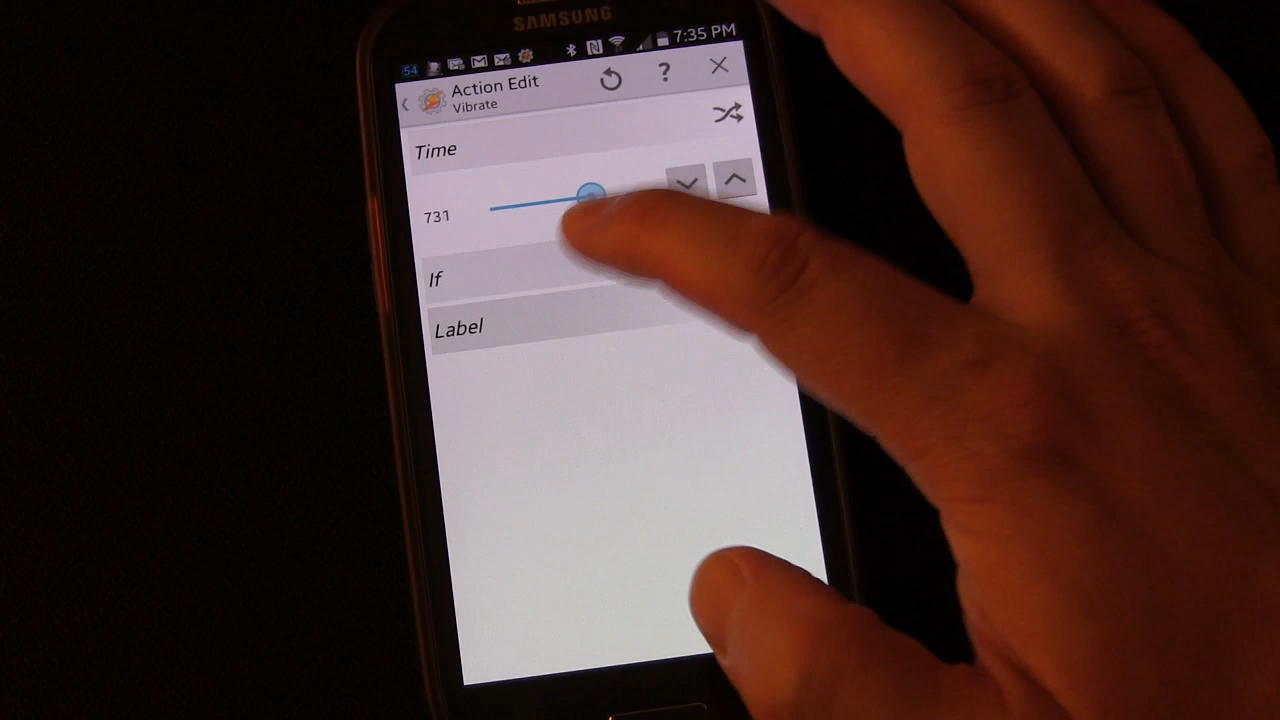 SAMSUNG
54 7:35 PM
Action Edit
?
Vibrate
Time
731
If
Label